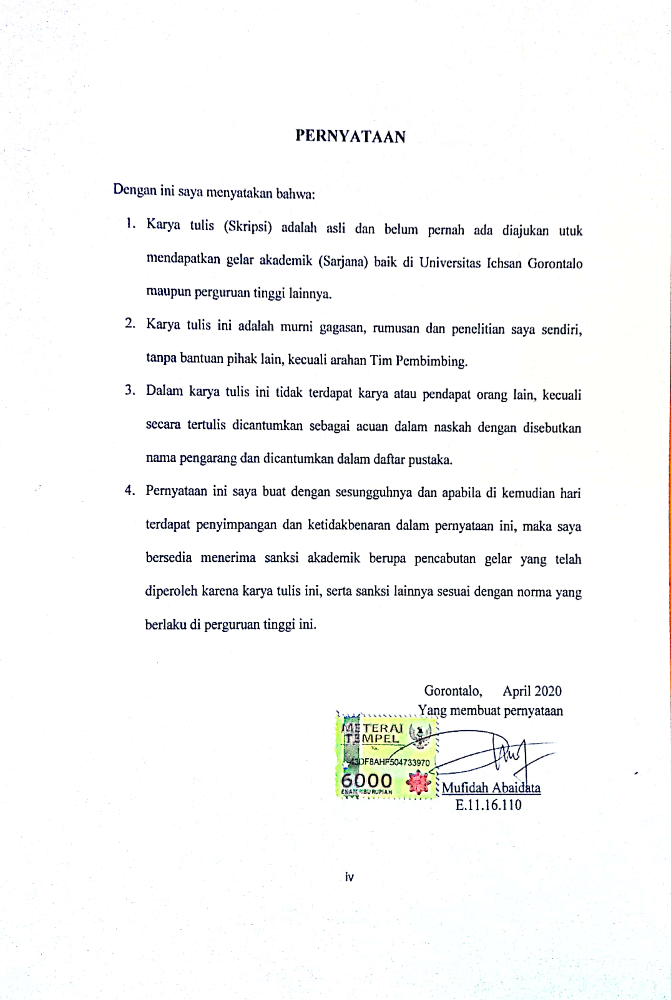 PERNYATAAN
Dengan ini saya menyatakan bahwa:
1. Karya tulis (Skripsi) adalah asli dan belum pernah ada diajukan utuk
mendapatkan gelar akademik (Sarjana) baik di Universitas Ichsan Gorontalo
maupun perguruan tinggi lainnya.
2. Karya tulis ini adalah murni gagasan, rumusan dan penelitian saya sendiri,
tanpa bantuan pihak lain, kecuali arahan Tim Pembimbing.
3. Dalam karya tulis ini tidak terdapat karya atau pendapat orang lain, kecuali
secara tertulis dicantumkan sebagai acuan dalam naskah dengan disebutkan
nama pengarang dan dicantumkan dalam daftar pustaka.
4. Pernyataan ini saya buat dengan sesungguhnya dan apabila di kemudian hari
terdapat penyimpangan dan ketidakbenaran dalam pernyataan ini, maka saya
bersedia menerima sanksi akademik berupa pencabutan gelar yang telah
diperoleh karena karya tulis ini, serta sanksi lainnya sesuai dengan norma yang
berlaku di perguruan tinggi ini.
Gorontalo, April 2020
Yang membuat pernyataan
METERAI
TEMPEL
DF8AHF504733970
6000
ENAM RIBU RUPIAH
Mufidah Abaidata
E.11.16.110
iv